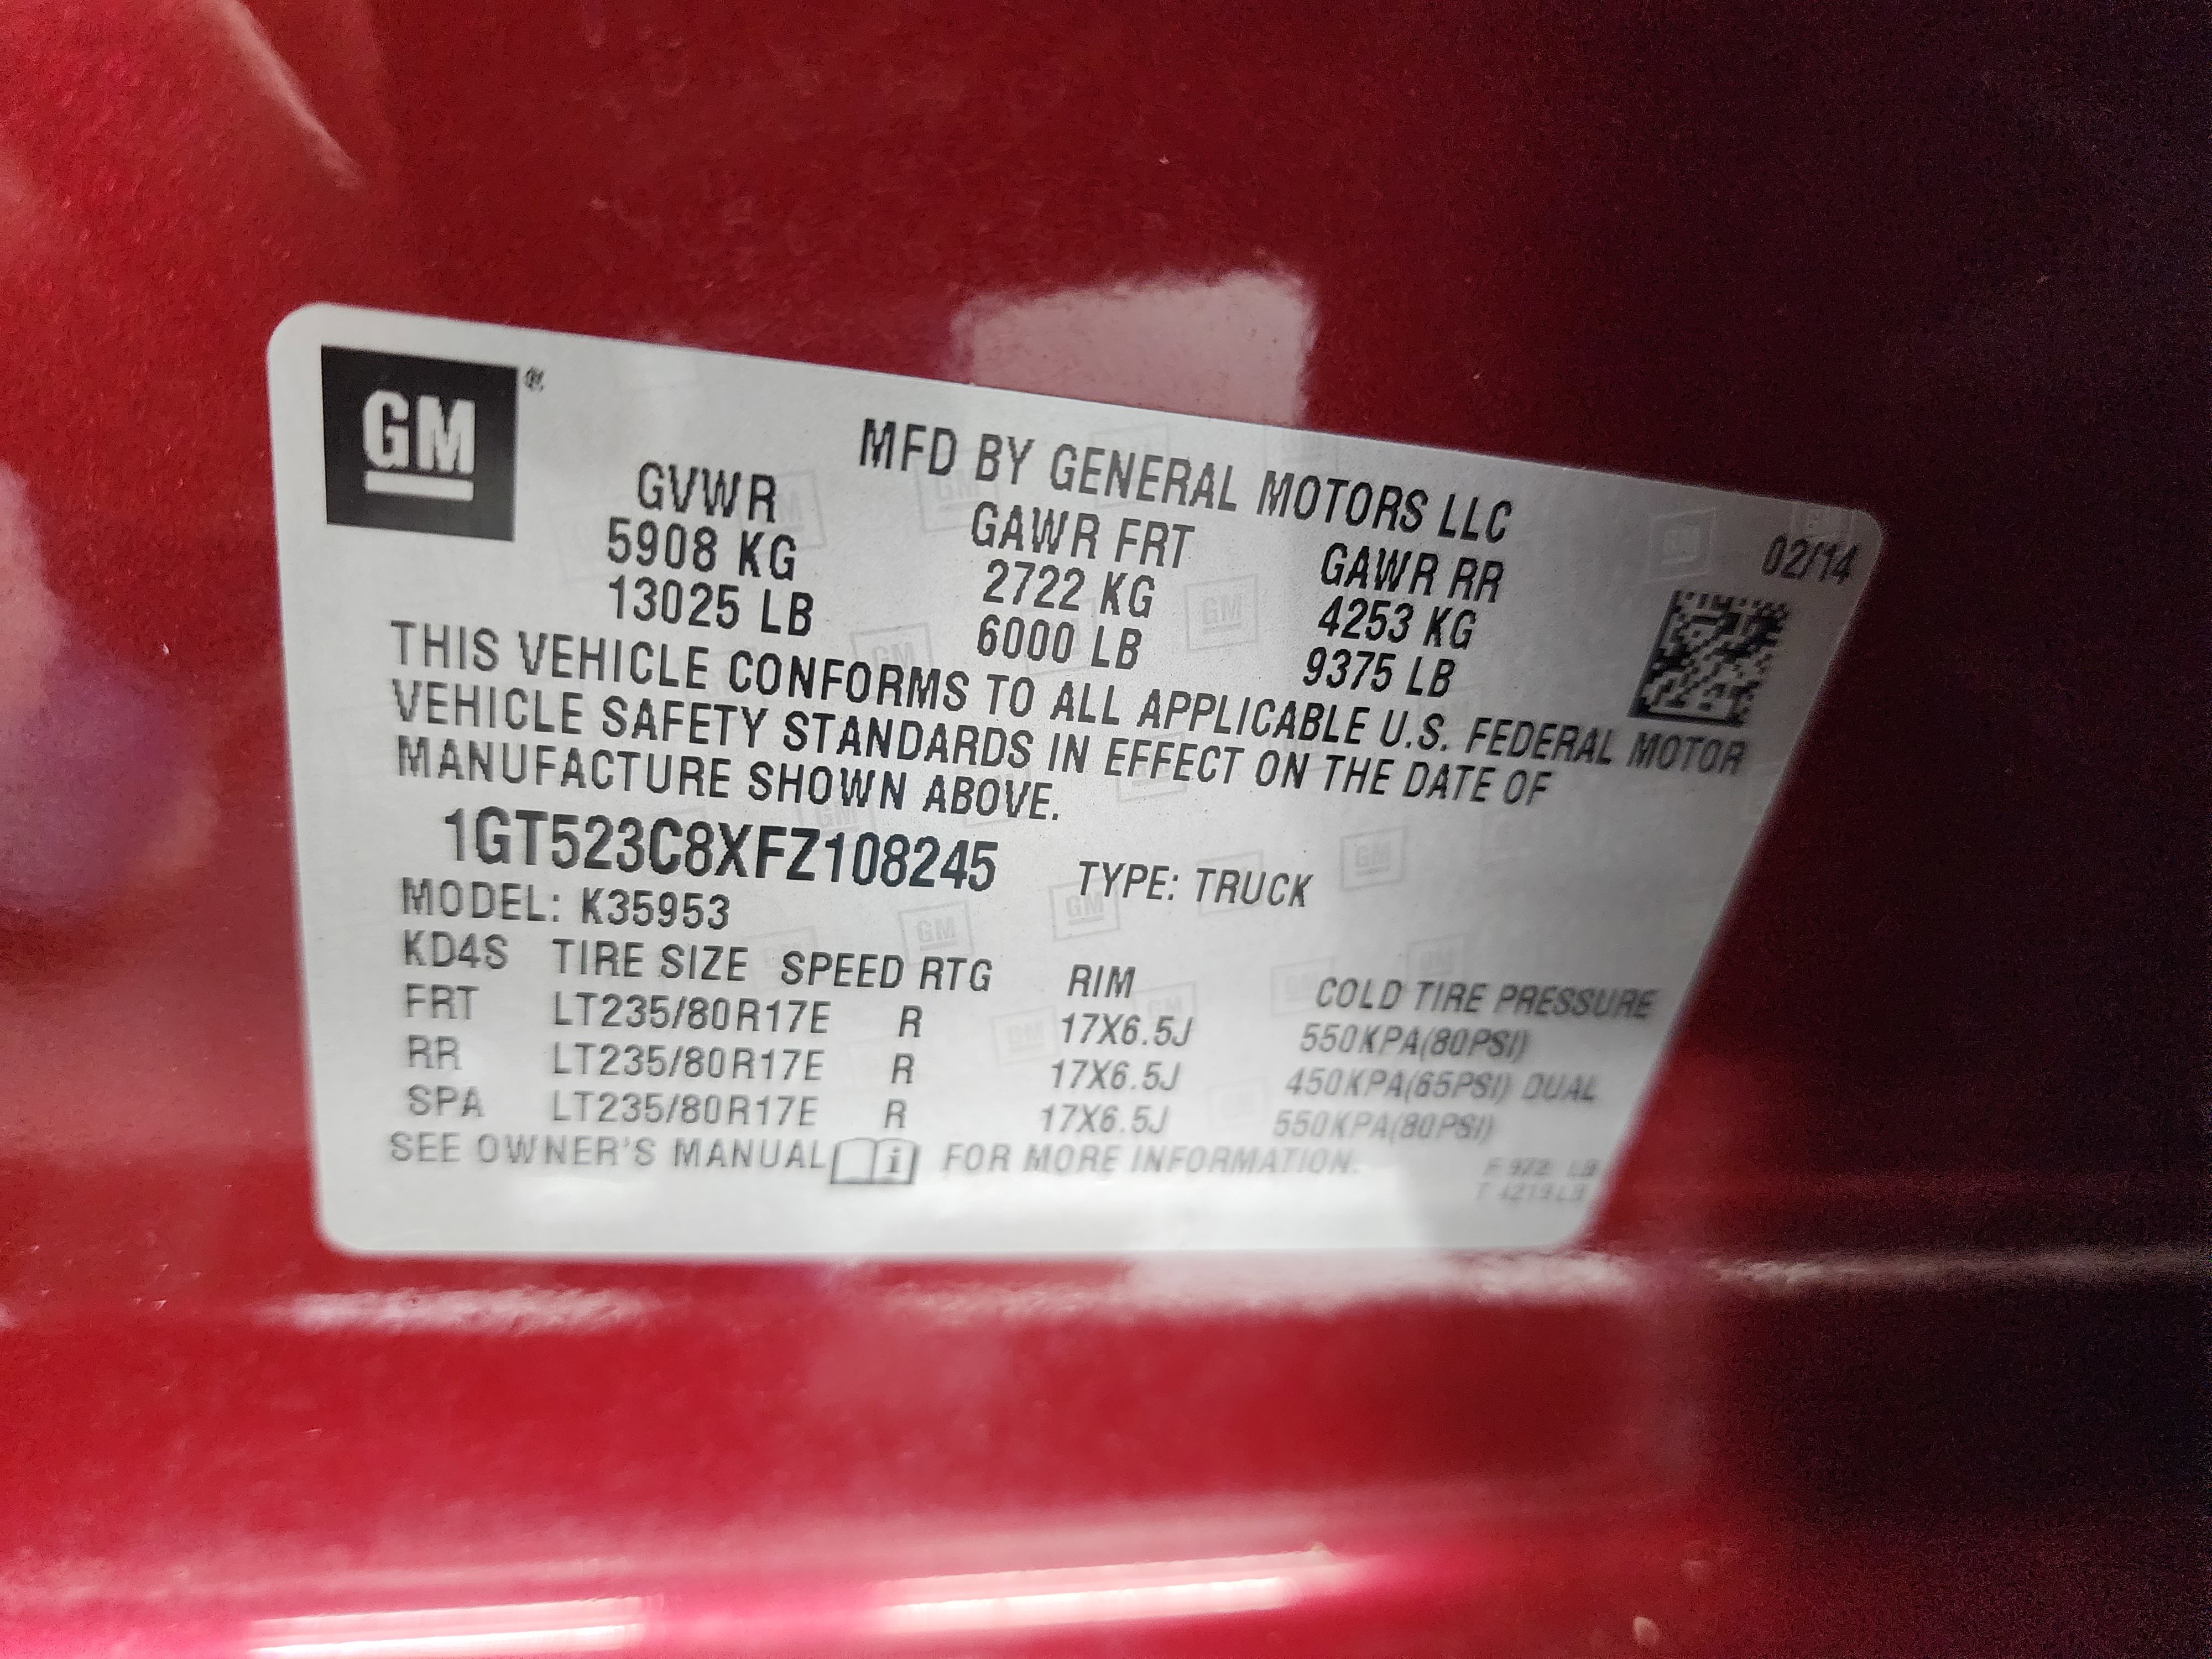 GM ®
MFD BY GENERAL MOTORS LLC
02/14
GVWR GAWR FRT GAWR RR
5908 KG 2722 KG 4253 KG
13025 LB 6000 LB 9375 LB
THIS VEHICLE CONFORMS TO ALL APPLICABLE U.S. FEDERAL MOTOR
VEHICLE SAFETY STANDARDS IN EFFECT ON THE DATE OF
MANUFACTURE SHOWN ABOVE.
1GT523C8XFZ108245 TYPE: TRUCK
MODEL: K35953
KD4S TIRE SIZE SPEED RTG RIM COLD TIRE PRESSURE
FRT LT235/80R17E R 17X6.5J 550KPA(80PSI)
RR LT235/80R17E R 17X6.5J 450KPA(65PSI) DUAL
SPA LT235/80R17E R 17X6.5J 550KPA(80PSI)
SEE OWNER'S MANUAL i FOR MORE INFORMATION.